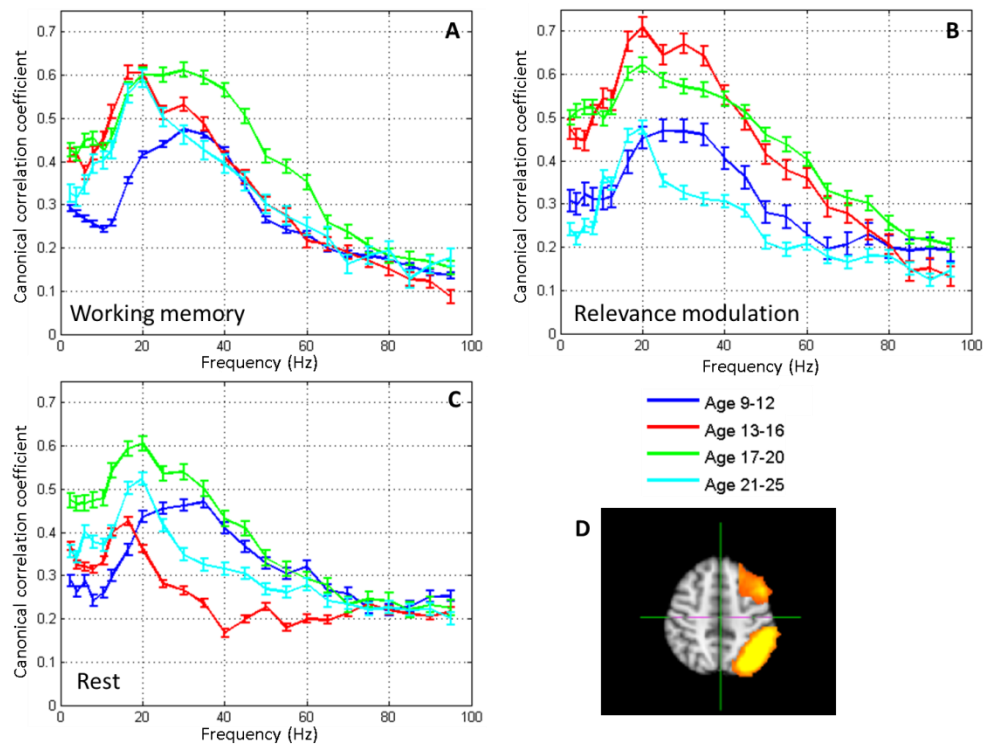 A
Canonical correlation coefficient
0.7
0.6
0.5
0.4
0.3
0.2
0.1
0
Working memory
0 20 40 60 80 100
Frequency (Hz)
B
Canonical correlation coefficient
0.7
0.6
0.5
0.4
0.3
0.2
0.1
0
Relevance modulation
0 20 40 60 80 100
Frequency (Hz)
C
Canonical correlation coefficient
0.7
0.6
0.5
0.4
0.3
0.2
0.1
0
Rest
0 20 40 60 80 100
Frequency (Hz)
Age 9-12
Age 13-16
Age 17-20
Age 21-25
D